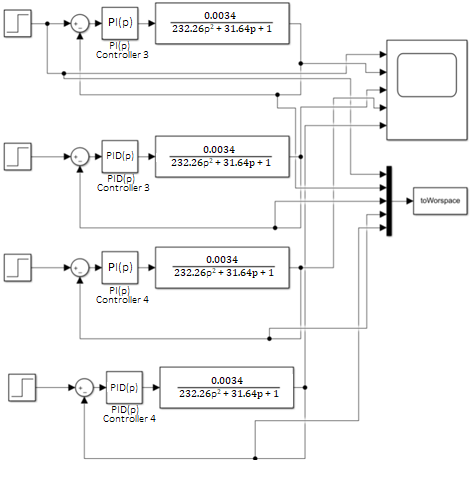 PI(p)
0.0034
232.26p² + 31.64p + 1
PI(p)
Controller 3
PID(p)
0.0034
232.26p² + 31.64p + 1
PID(p)
Controller 3
toWorspace
PI(p)
0.0034
232.26p² + 31.64p + 1
PI(p)
Controller 4
PID(p)
0.0034
232.26p² + 31.64p + 1
PID(p)
Controller 4